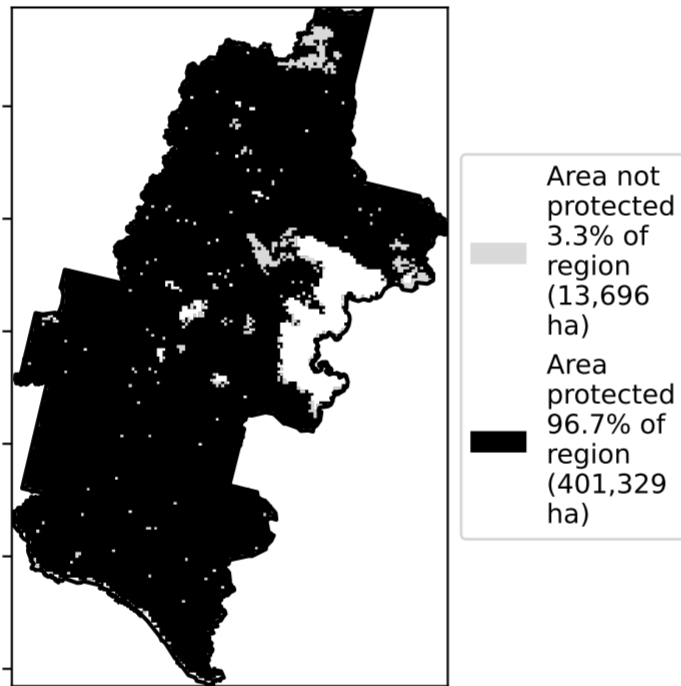 Area not
protected
3.3% of
region
(13,696
ha)
Area
protected
96.7% of
region
(401,329
ha)